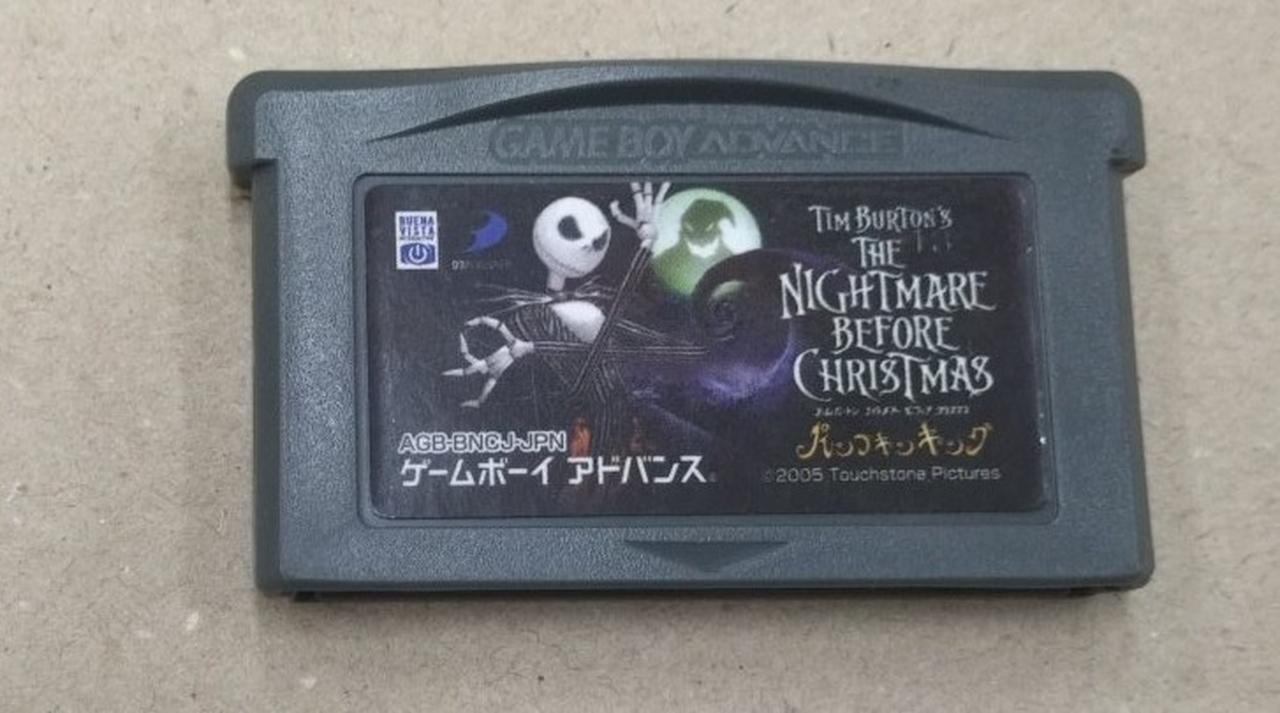 GAME BOY ADVANCE
BUENA
VISTA
INTERACTIVE
TIM BURTON'S
THE
NIGHTMARE
BEFORE
CHRISTMAS
パンプキンキング
©2005 Touchstone Pictures
AGB-BNCJ-JPN
ゲームボーイ アドバンス